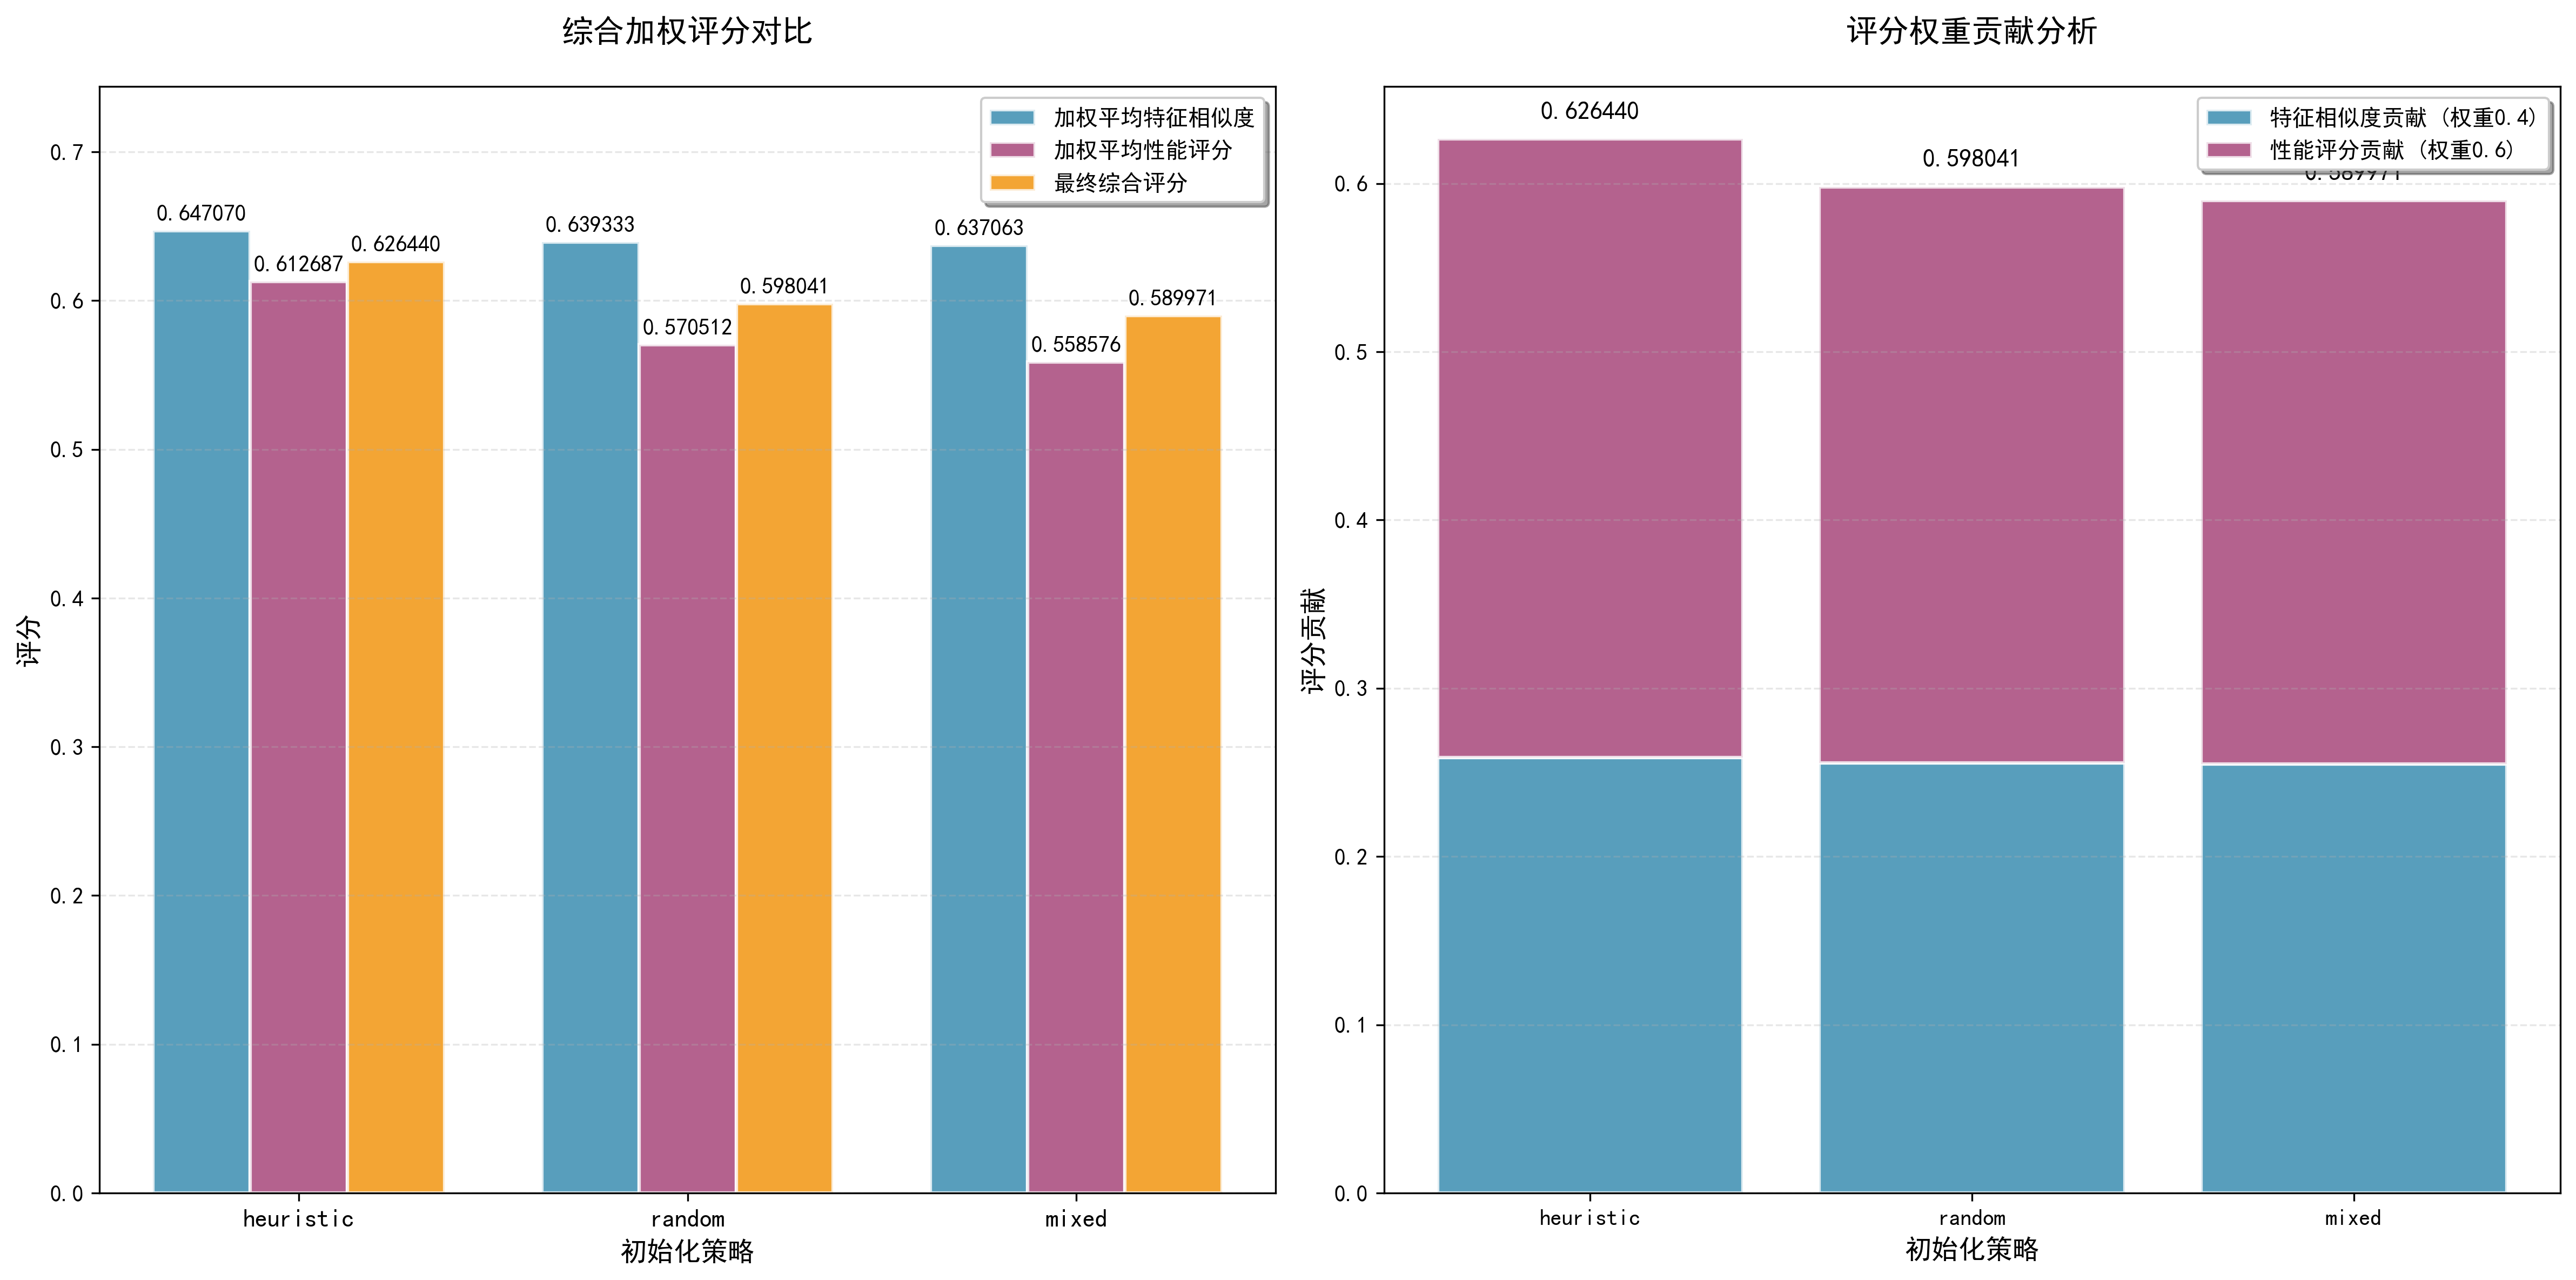 综合加权评分对比
加权平均特征相似度
加权平均性能评分
最终综合评分
0.7
0.6
0.5
0.4
0.3
0.2
0.1
0.0
评分
0.647070
0.612687
0.626440
0.639333
0.570512
0.598041
0.637063
0.558576
0.589971
heuristic
random
mixed
初始化策略
评分权重贡献分析
特征相似度贡献 (权重0.4)
性能评分贡献 (权重0.6)
0.6
0.5
0.4
0.3
0.2
0.1
0.0
评分贡献
0.626440
0.598041
0.589971
heuristic
random
mixed
初始化策略